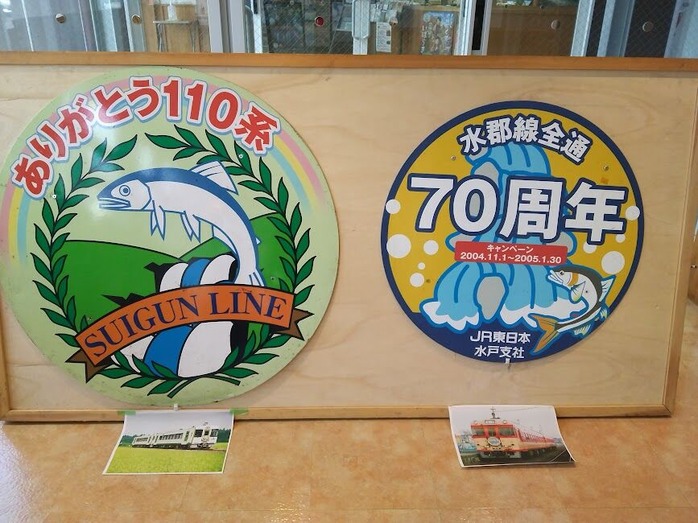 ありがとう110系
SUIGUN LINE
水郡線全通
70周年
キャンペーン
2004.11.1~2005.1.30
JR東日本
水戸支社